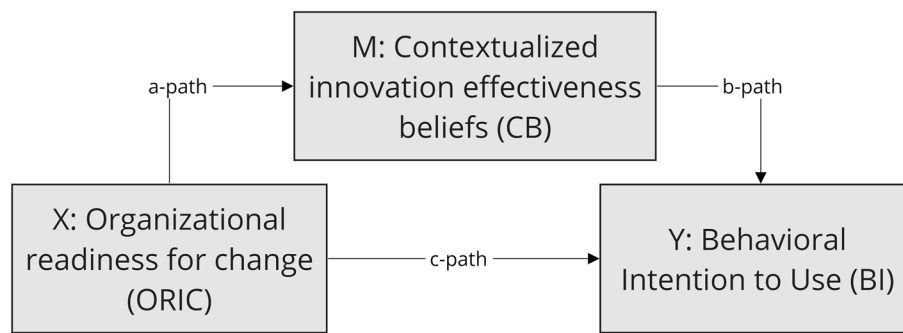 M: Contextualized
innovation effectiveness
beliefs (CB)
a-path
b-path
X: Organizational
readiness for change
(ORIC)
c-path
Y: Behavioral
Intention to Use (BI)